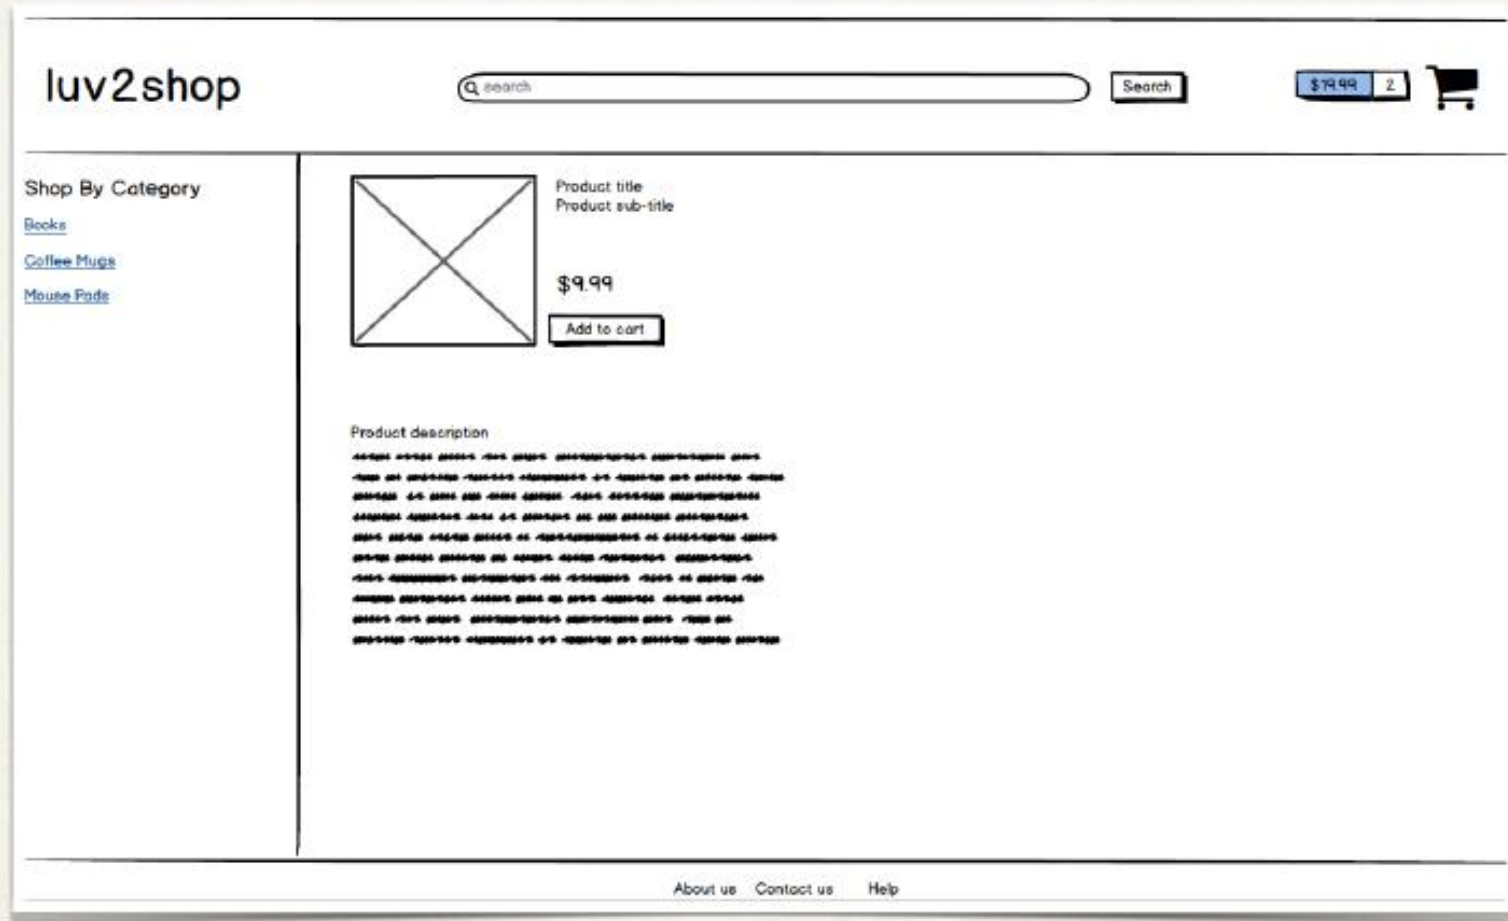 luv2shop
search
Search
$19.99 2
Shop By Category
Books
Coffee Mugs
Mouse Pads
Product title
Product sub-title
$9.99
Add to cart
Product description
About us Contact us Help